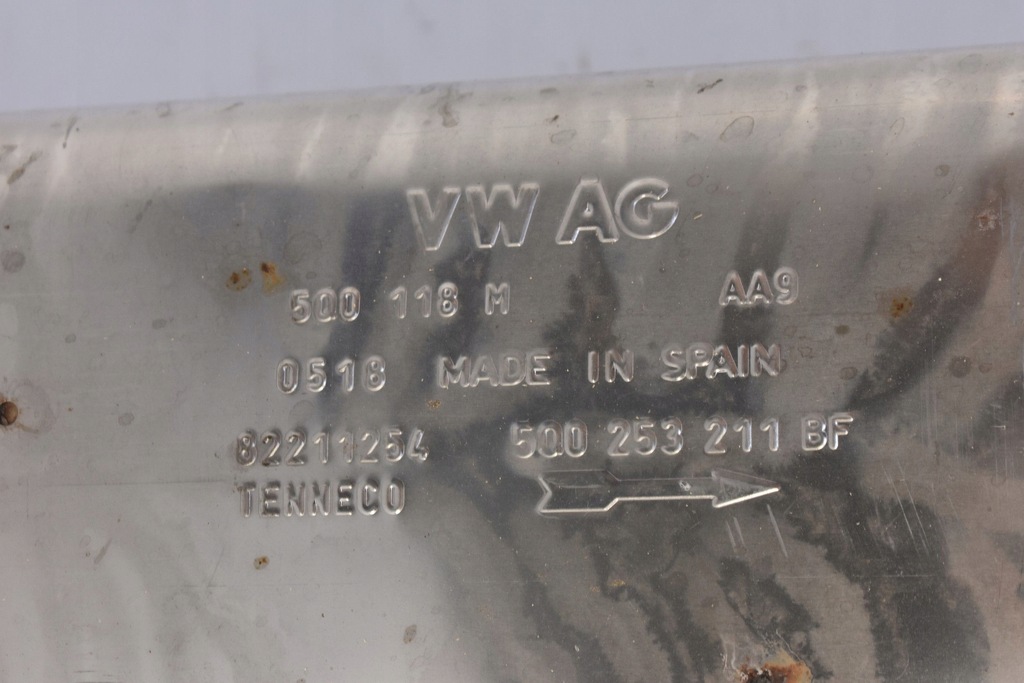 VW AG
5Q0 118 M AA9
0518 MADE IN SPAIN
82211254 5Q0 253 211 BF
TENNECO